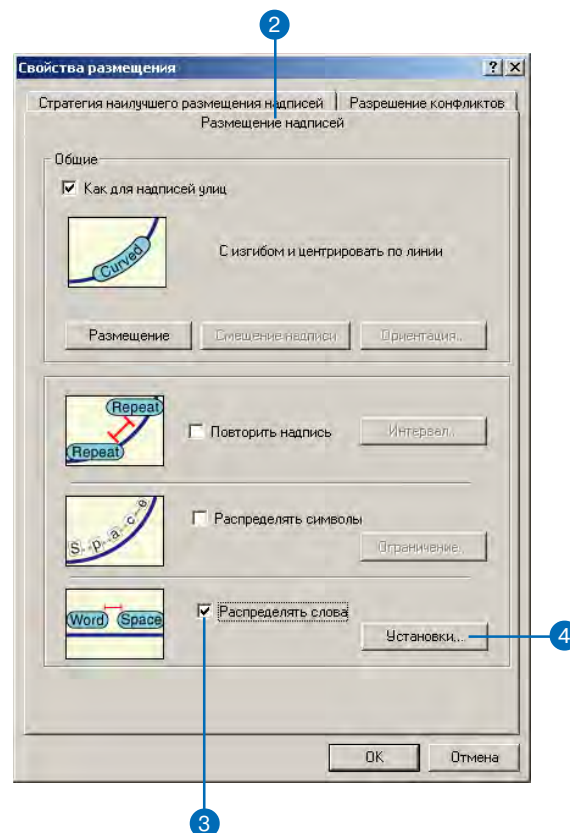 2
Свойства размещения
Стратегия наилучшего размещения надписей
Разрешение конфликтов
Размещение надписей
Общие
Как для надписей улиц
Curved
С изгибом и центрировать по линии
Размещение
Смещение надписи
Ориентация...
Repeat
Repeat
Повторить надпись
Интервал...
S p a c e
Распределять символы
Ограничение...
Word Space
Распределять слова
Установки...
4
OK
Отмена
3